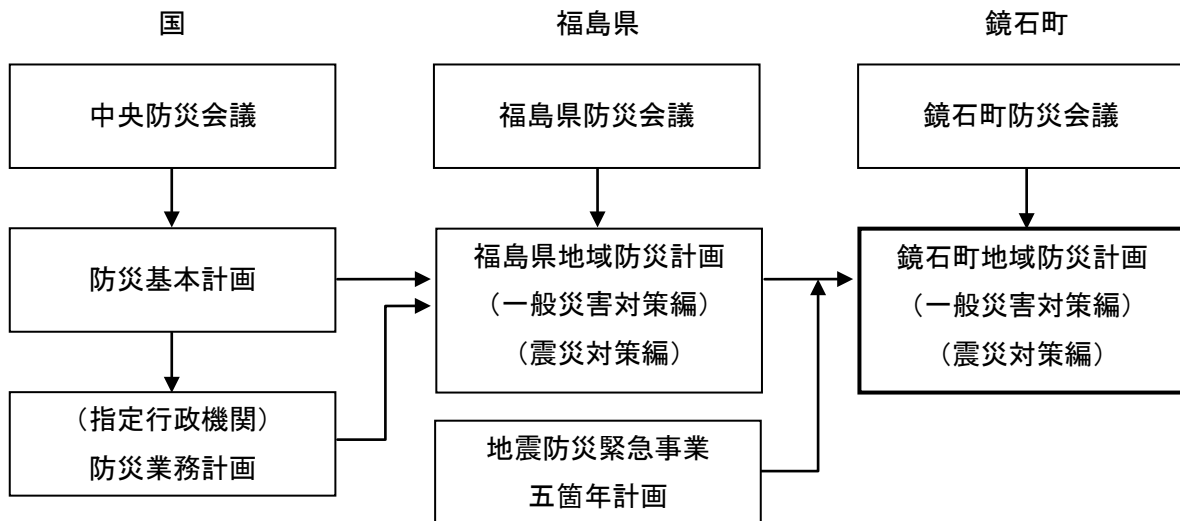 国
福島県
鏡石町
中央防災会議
福島県防災会議
鏡石町防災会議
防災基本計画
福島県地域防災計画
（一般災害対策編）
（震災対策編）
鏡石町地域防災計画
（一般災害対策編）
（震災対策編）
（指定行政機関）
防災業務計画
地震防災緊急事業
五箇年計画